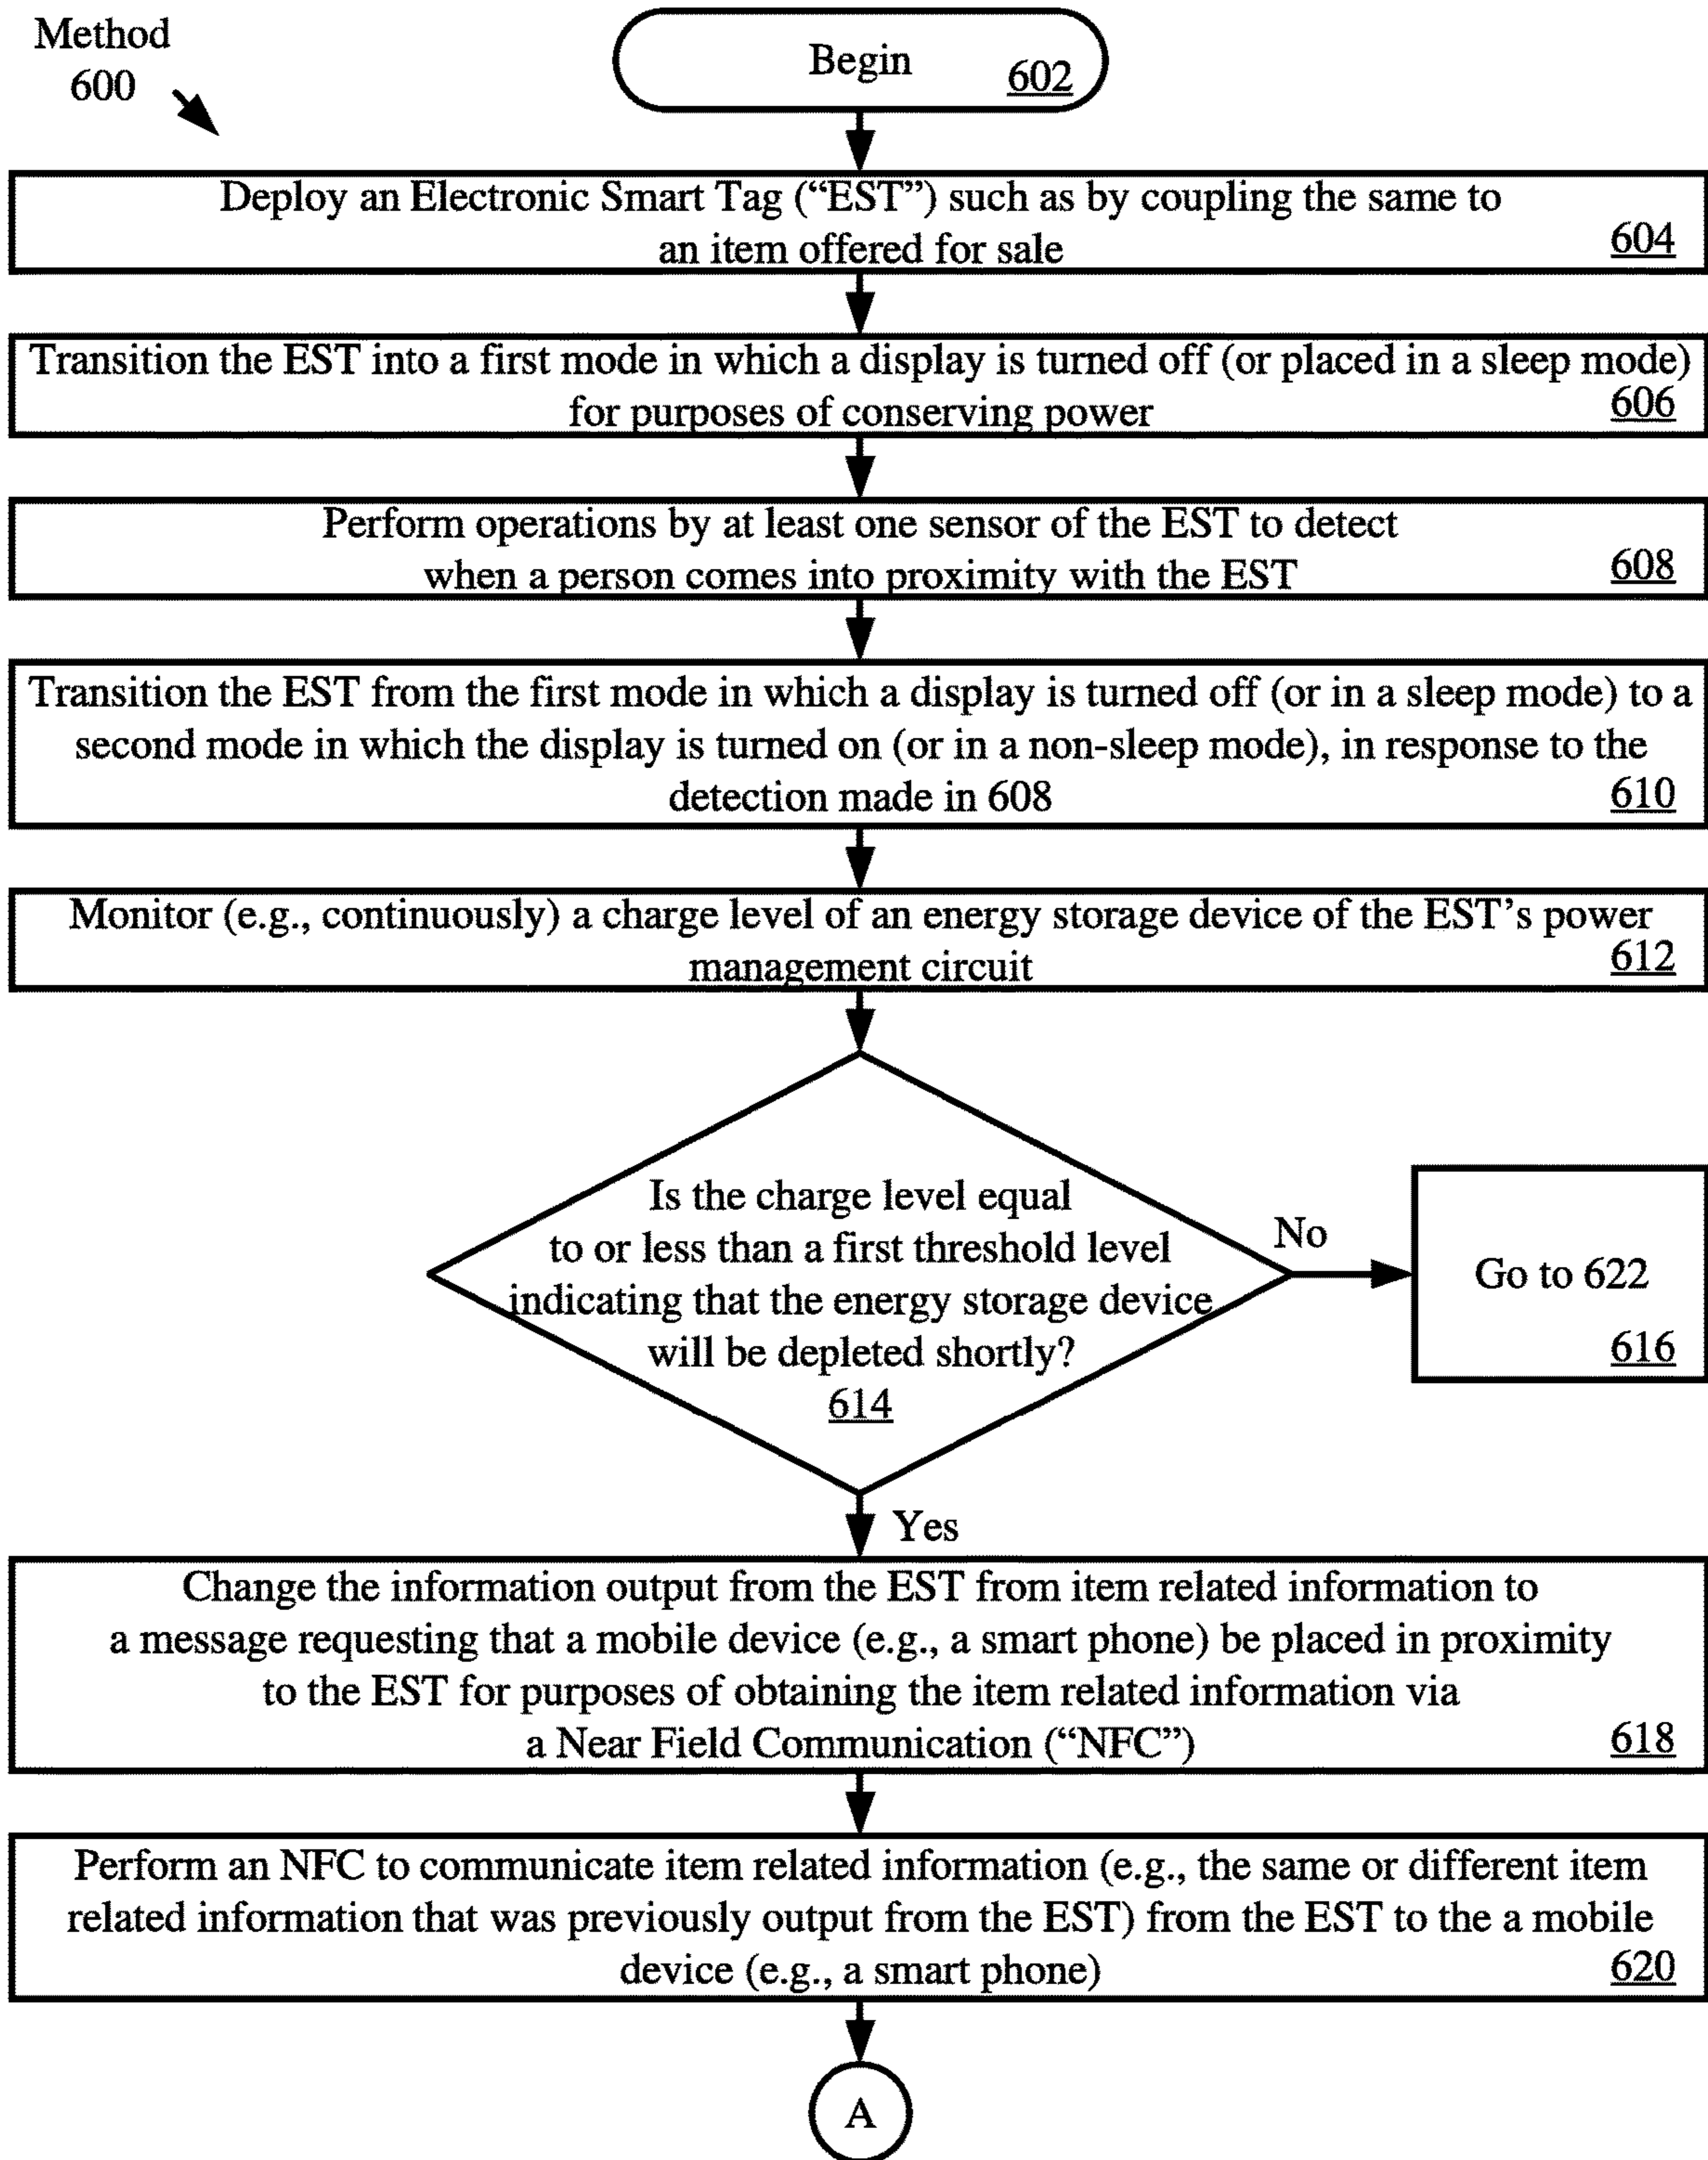 Method
600
Begin
602
Deploy an Electronic Smart Tag (“EST”) such as by coupling the same to
an item offered for sale
604
Transition the EST into a first mode in which a display is turned off (or placed in a sleep mode)
for purposes of conserving power
606
Perform operations by at least one sensor of the EST to detect
when a person comes into proximity with the EST
608
Transition the EST from the first mode in which a display is turned off (or in a sleep mode) to a
second mode in which the display is turned on (or in a non-sleep mode), in response to the
detection made in 608
610
Monitor (e.g., continuously) a charge level of an energy storage device of the EST’s power
management circuit
612
Is the charge level equal
to or less than a first threshold level
indicating that the energy storage device
will be depleted shortly?
614
No
Go to 622
616
Yes
Change the information output from the EST from item related information to
a message requesting that a mobile device (e.g., a smart phone) be placed in proximity
to the EST for purposes of obtaining the item related information via
a Near Field Communication (“NFC”)
618
Perform an NFC to communicate item related information (e.g., the same or different item
related information that was previously output from the EST) from the EST to the a mobile
device (e.g., a smart phone)
620
A